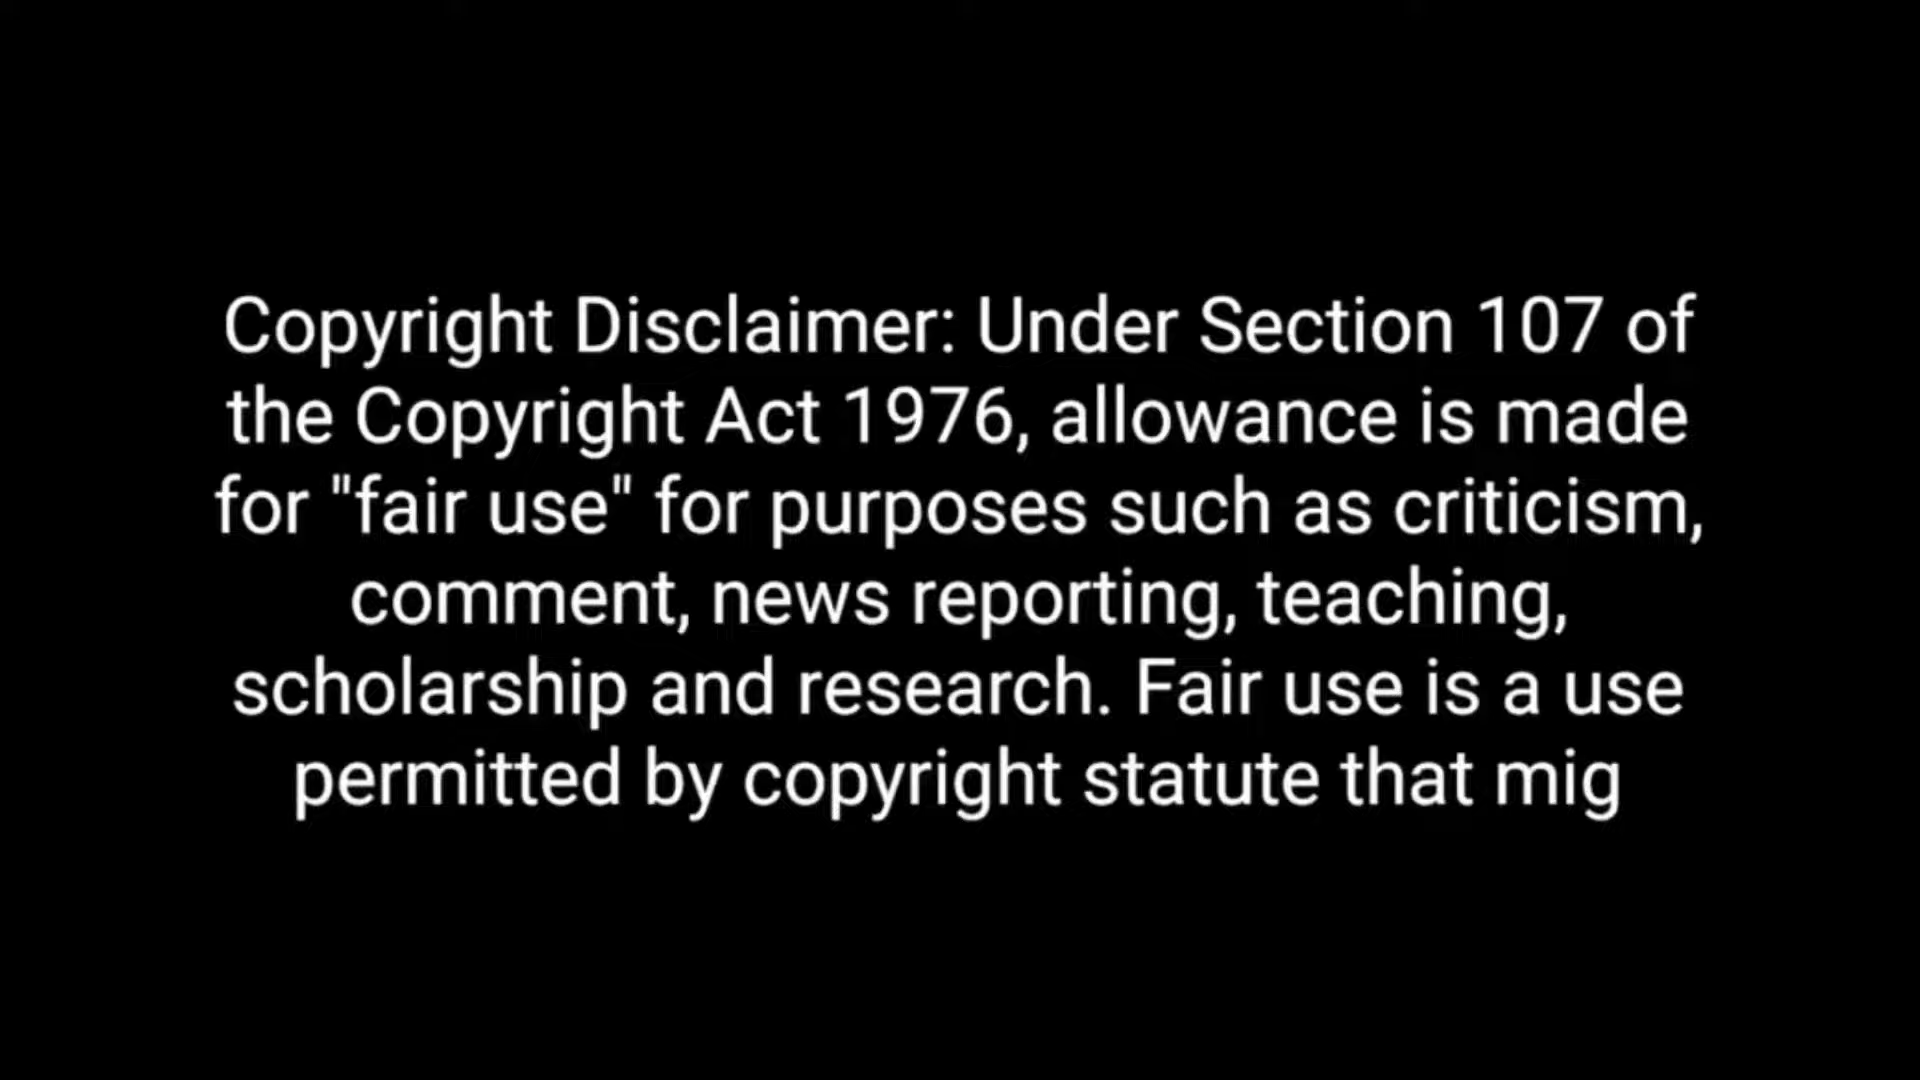 Copyright Disclaimer: Under Section 107 of
the Copyright Act 1976, allowance is made
for "fair use" for purposes such as criticism,
comment, news reporting, teaching,
scholarship and research. Fair use is a use
permitted by copyright statute that mig